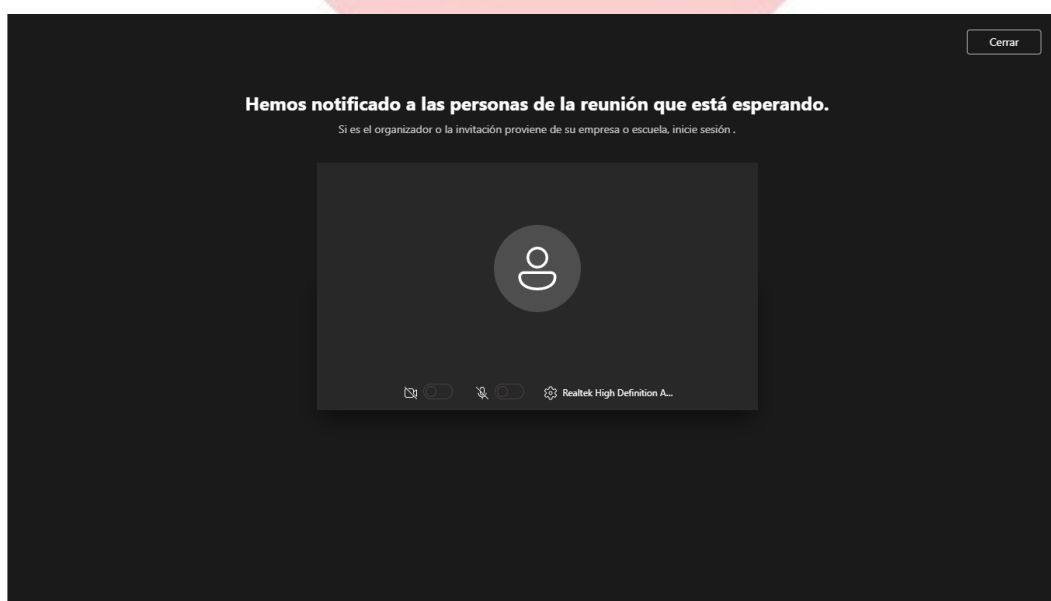 Cerrar
Hemos notificado a las personas de la reunión que está esperando.
Si es el organizador o la invitación proviene de su empresa o escuela, inicie sesión .
Realtek High Definition A...